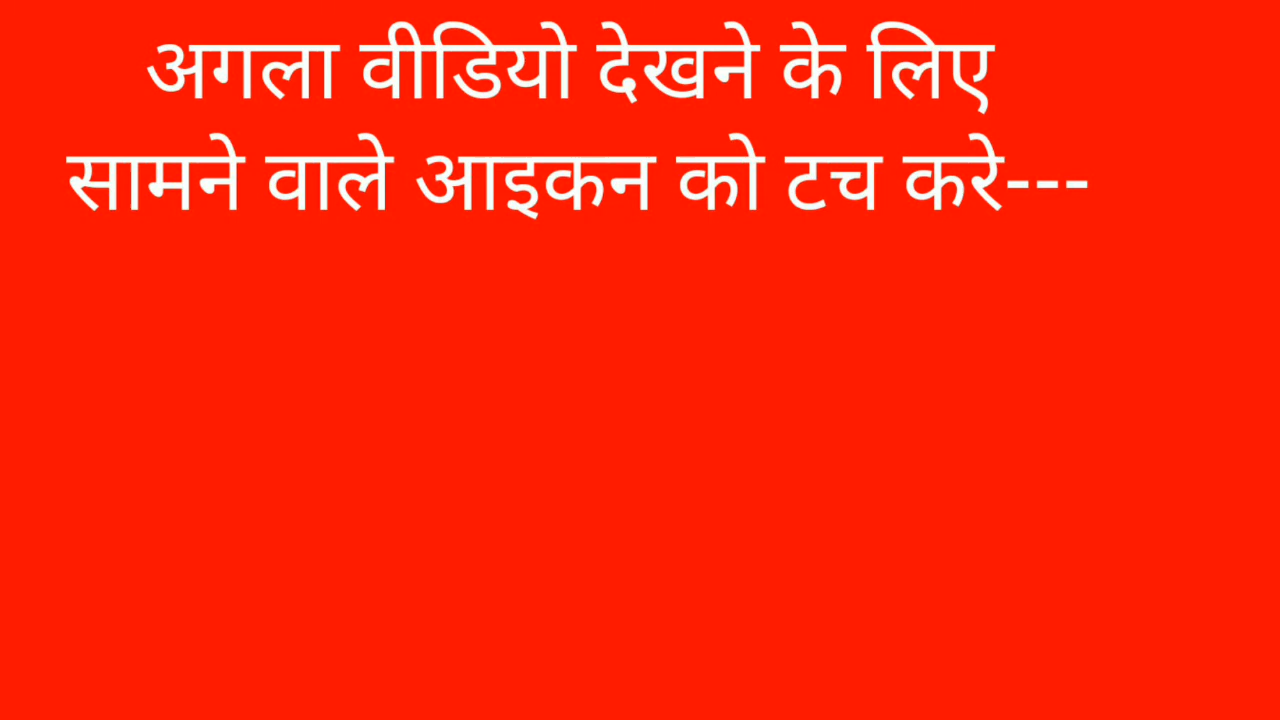 अगला वीडियो देखने के लिए
सामने वाले आइकन को टच करे---